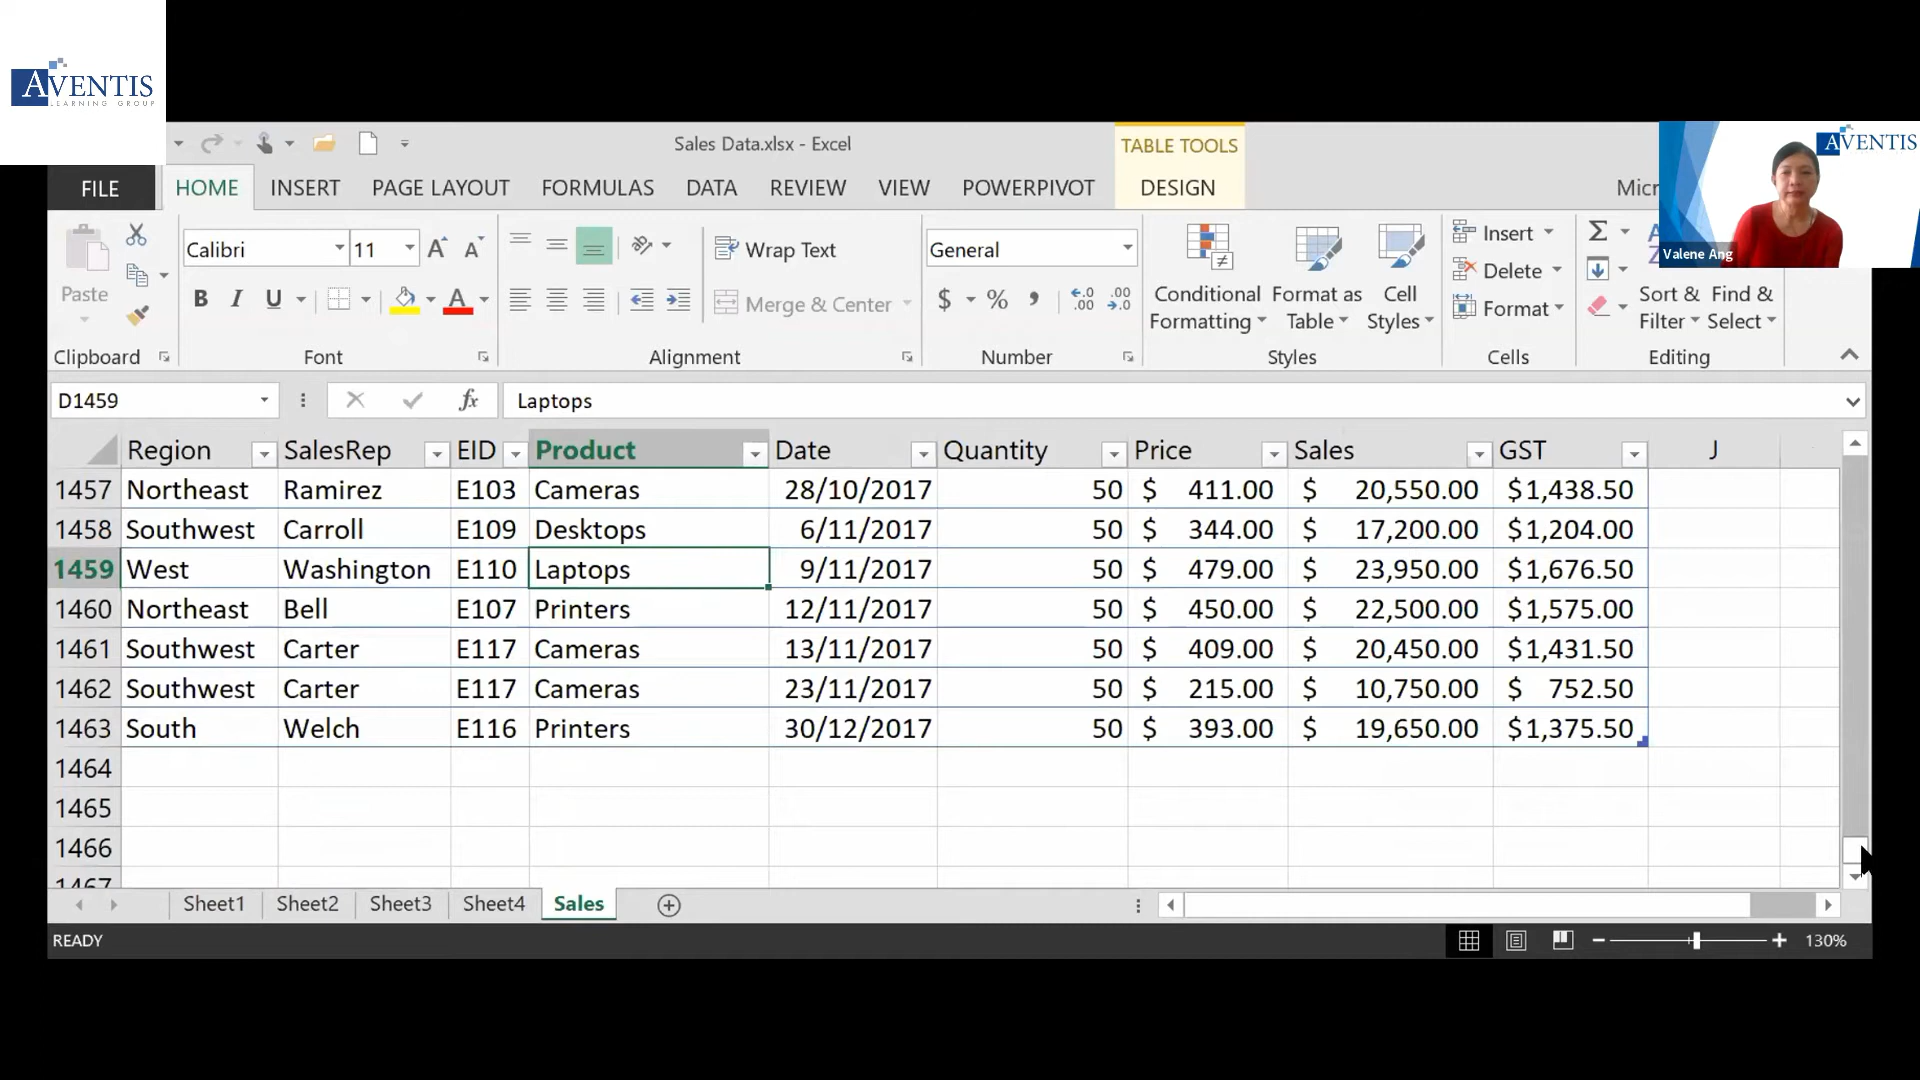 AVENTIS
LEARNING GROUP
Sales Data.xlsx - Excel
TABLE TOOLS
AVENTIS
Valene Ang
FILE HOME INSERT PAGE LAYOUT FORMULAS DATA REVIEW VIEW POWERPIVOT DESIGN Micr
Paste
Clipboard
Calibri 11
B I U
Font
Wrap Text
Merge & Center
Alignment
General
$ % ,
Number
Conditional Formatting
Format as Table
Cell Styles
Styles
Insert
Delete
Format
Cells
Sort & Filter
Find & Select
Editing
D1459 fx Laptops
Region SalesRep EID Product Date Quantity Price Sales GST J
1457 Northeast Ramirez E103 Cameras 28/10/2017 50 $ 411.00 $ 20,550.00 $1,438.50
1458 Southwest Carroll E109 Desktops 6/11/2017 50 $ 344.00 $ 17,200.00 $1,204.00
1459 West Washington E110 Laptops 9/11/2017 50 $ 479.00 $ 23,950.00 $1,676.50
1460 Northeast Bell E107 Printers 12/11/2017 50 $ 450.00 $ 22,500.00 $1,575.00
1461 Southwest Carter E117 Cameras 13/11/2017 50 $ 409.00 $ 20,450.00 $1,431.50
1462 Southwest Carter E117 Cameras 23/11/2017 50 $ 215.00 $ 10,750.00 $ 752.50
1463 South Welch E116 Printers 30/12/2017 50 $ 393.00 $ 19,650.00 $1,375.50
1464
1465
1466
1467
Sheet1 Sheet2 Sheet3 Sheet4 Sales
READY 130%